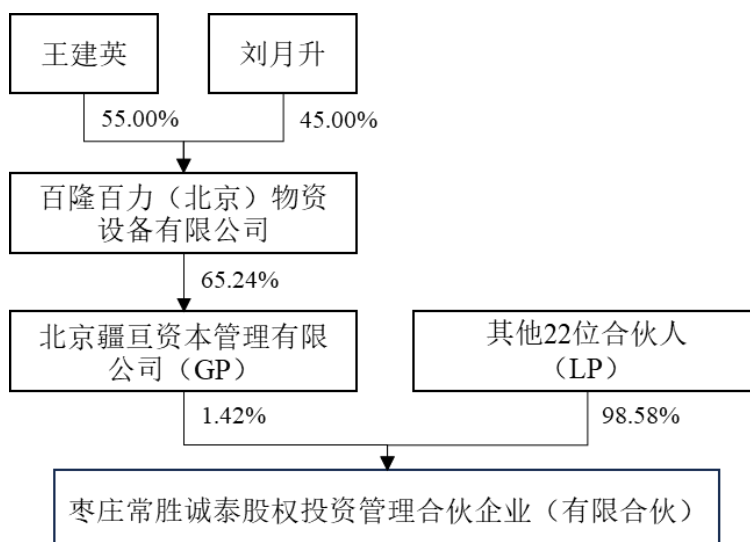 王建英
刘月升
55.00%
45.00%
百隆百力（北京）物资
设备有限公司
65.24%
北京疆亘资本管理有限
公司（GP）
其他22位合伙人
（LP）
1.42%
98.58%
枣庄常胜诚泰股权投资管理合伙企业（有限合伙）